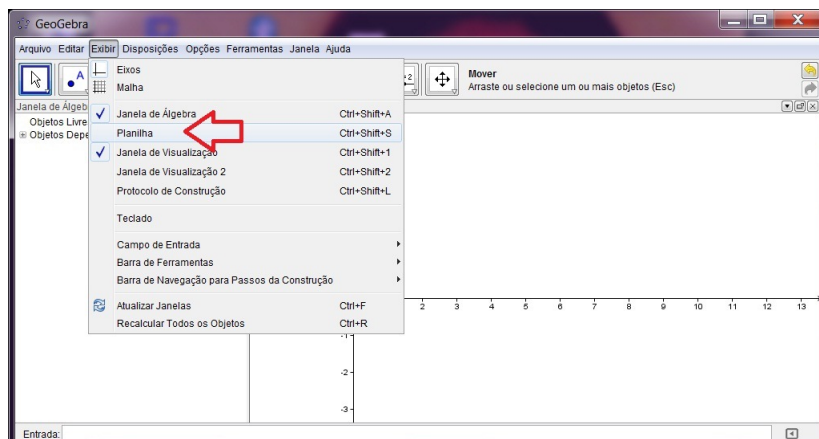 GeoGebra
Arquivo Editar Exibir Disposições Opções Ferramentas Janela Ajuda
Mover
Arraste ou selecione um ou mais objetos (Esc)
Janela de Álgeb
Objetos Livre
Objetos Depe
Eixos
Malha
Janela de Álgebra Ctrl+Shift+A
Planilha Ctrl+Shift+S
Janela de Visualização Ctrl+Shift+1
Janela de Visualização 2 Ctrl+Shift+2
Protocolo de Construção Ctrl+Shift+L
Teclado
Campo de Entrada
Barra de Ferramentas
Barra de Navegação para Passos da Construção
Atualizar Janelas Ctrl+F
Recalcular Todos os Objetos Ctrl+R
A
2
2 3 4 5 6 7 8 9 10 11 12 13
-1
-2
-3
Entrada: